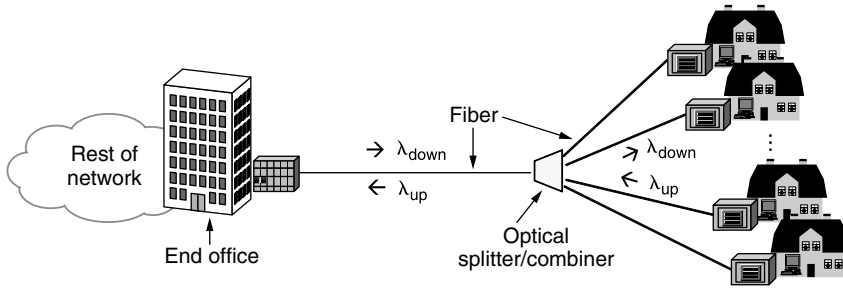 Rest of
network
End office
Fiber
→ λdown
← λup
Optical
splitter/combiner
→ λdown
← λup
...